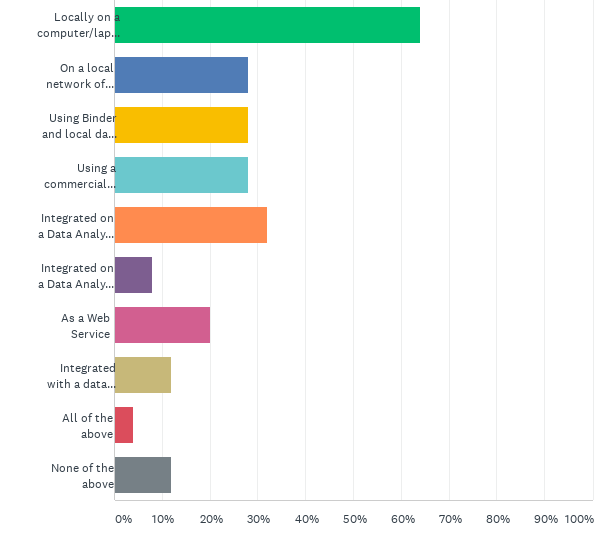 Locally on a
computer/lap...
On a local
network of...
Using Binder
and local da...
Using a
commercial...
Integrated on
a Data Analy...
Integrated on
a Data Analy...
As a Web
Service
Integrated
with a data...
All of the
above
None of the
above
0% 10% 20% 30% 40% 50% 60% 70% 80% 90% 100%